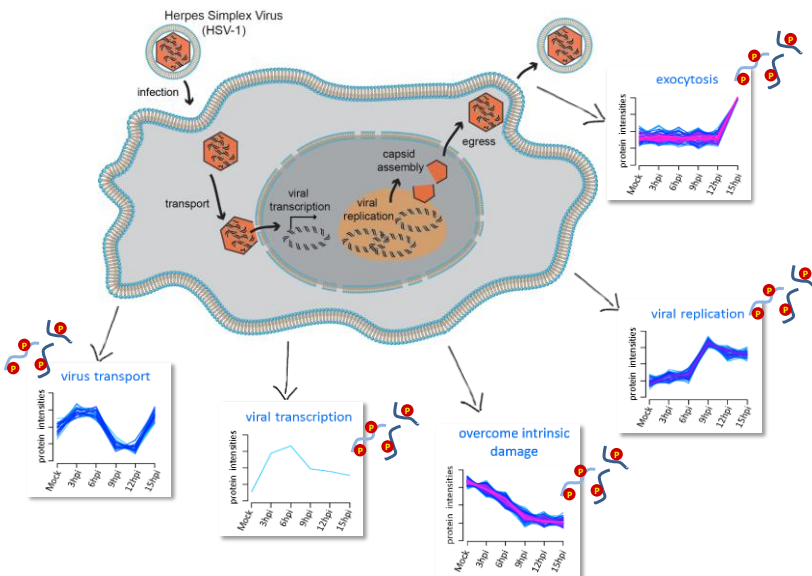 Herpes Simplex Virus
(HSV-1)
infection
transport
viral
transcription
viral
replication
capsid
assembly
egress
exocytosis
protein intensities
Mock
3hpi
6hpi
9hpi
12hpi
15hpi
P
P
P
P
viral replication
protein intensities
Mock
3hpi
6hpi
9hpi
12hpi
15hpi
P
P
P
P
virus transport
protein intensities
Mock
3hpi
6hpi
9hpi
12hpi
15hpi
P
P
P
P
viral transcription
protein intensities
Mock
3hpi
6hpi
9hpi
12hpi
15hpi
P
P
P
P
overcome intrinsic
damage
protein intensities
Mock
3hpi
6hpi
9hpi
12hpi
15hpi
P
P
P
P